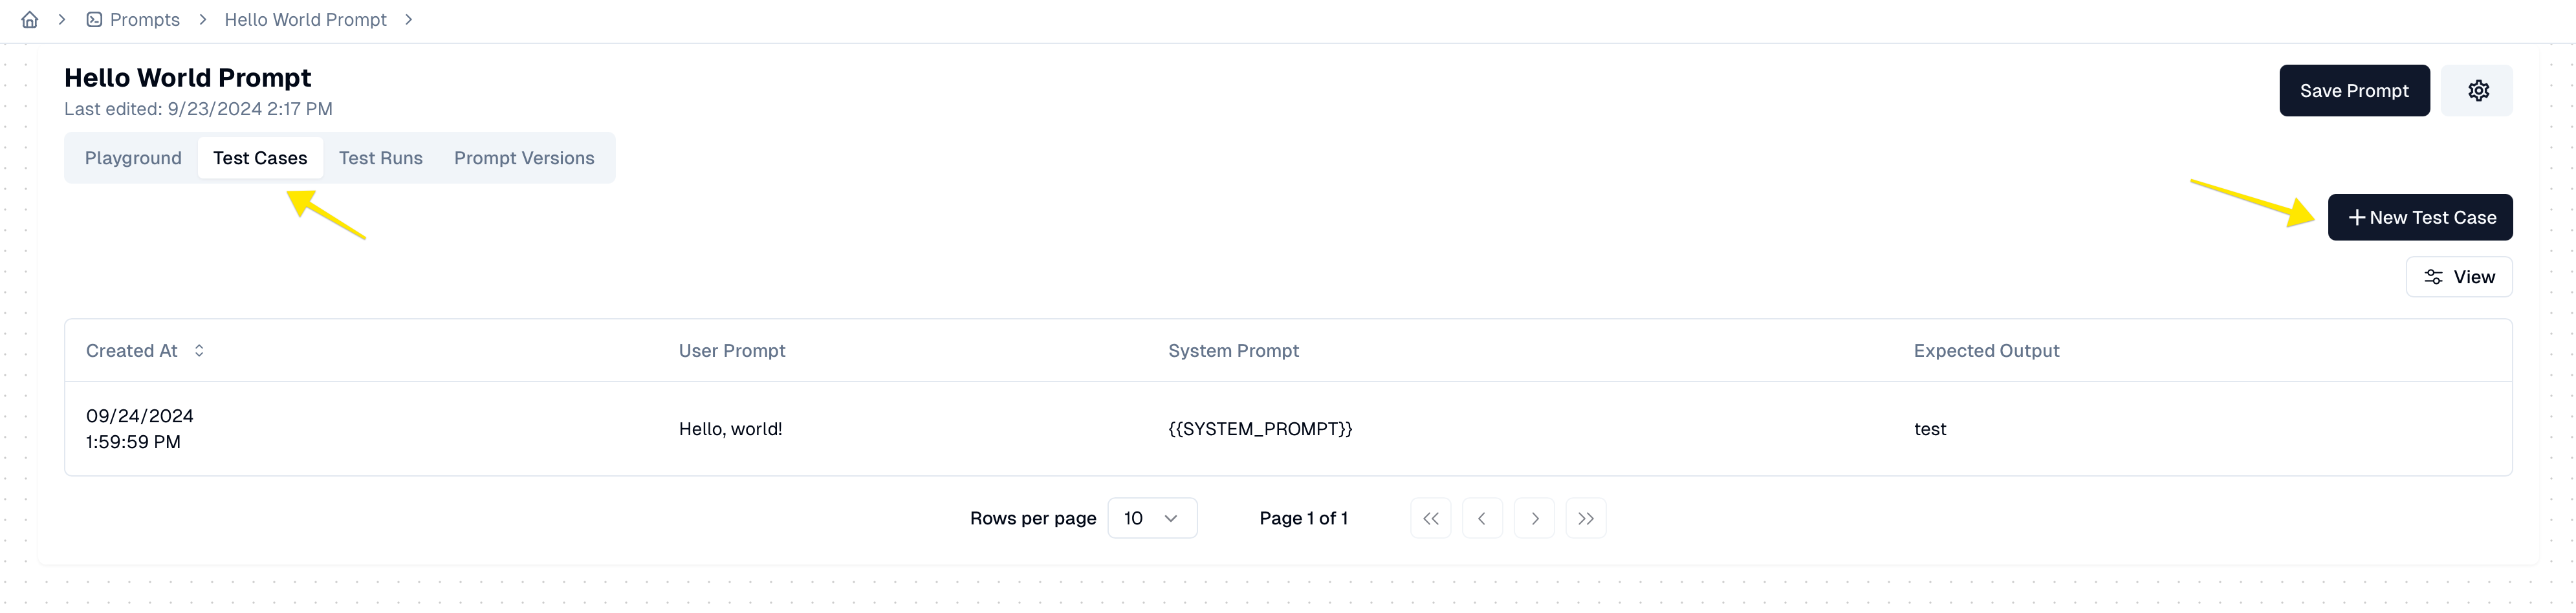 Prompts
Hello World Prompt
Hello World Prompt
Last edited: 9/23/2024 2:17 PM
Save Prompt
Playground
Test Cases
Test Runs
Prompt Versions
New Test Case
View
Created At
User Prompt
System Prompt
Expected Output
09/24/2024
1:59:59 PM
Hello, world!
{{SYSTEM_PROMPT}}
test
Rows per page
10
Page 1 of 1